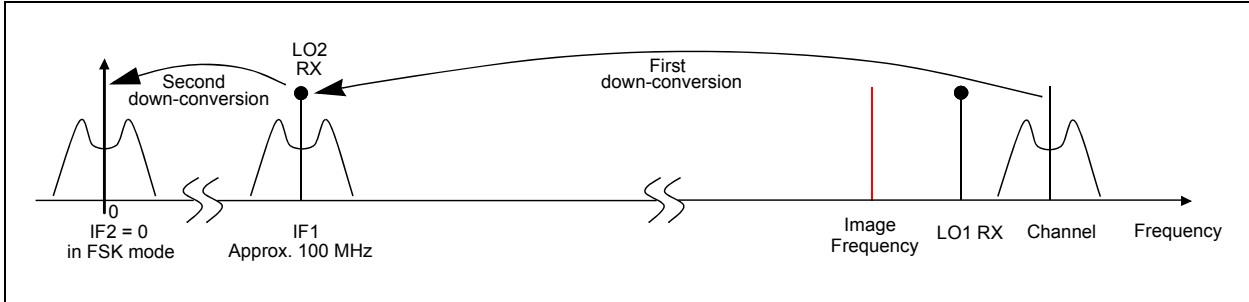 LO2
RX
Second
down-conversion
First
down-conversion
0
IF2 = 0
in FSK mode
IF1
Approx. 100 MHz
Image
Frequency
LO1 RX
Channel
Frequency